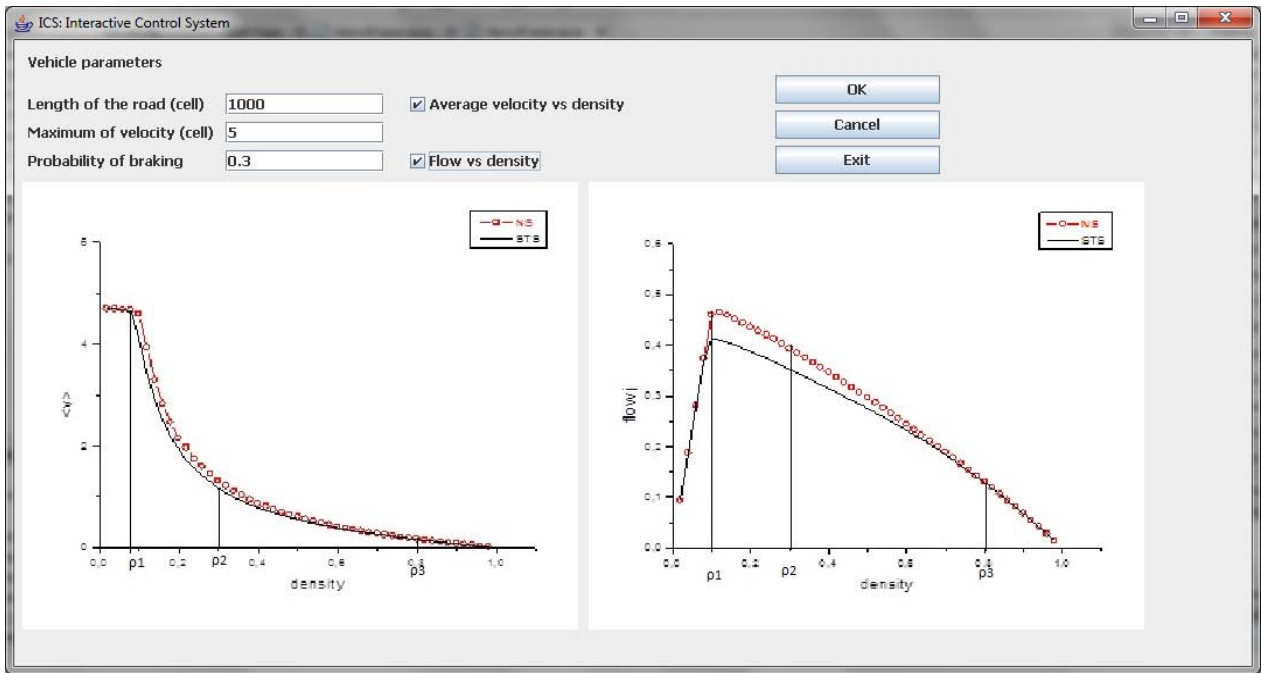 ICS: Interactive Control System
Vehicle parameters
Length of the road (cell) 1000
Average velocity vs density
OK
Maximum of velocity (cell) 5
Cancel
Probability of braking 0.3
Flow vs density
Exit
NS
STS
6
4
2
0
<v>
0,0 ρ1 0,2 ρ2 0,4 0,6 0,8 ρ3 1,0
density
NS
STS
0,6
0,5
0,4
0,3
0,2
0,1
0,0
flow j
0,0 ρ1 0,2 ρ2 0,4 0,6 0,8 ρ3 1,0
density